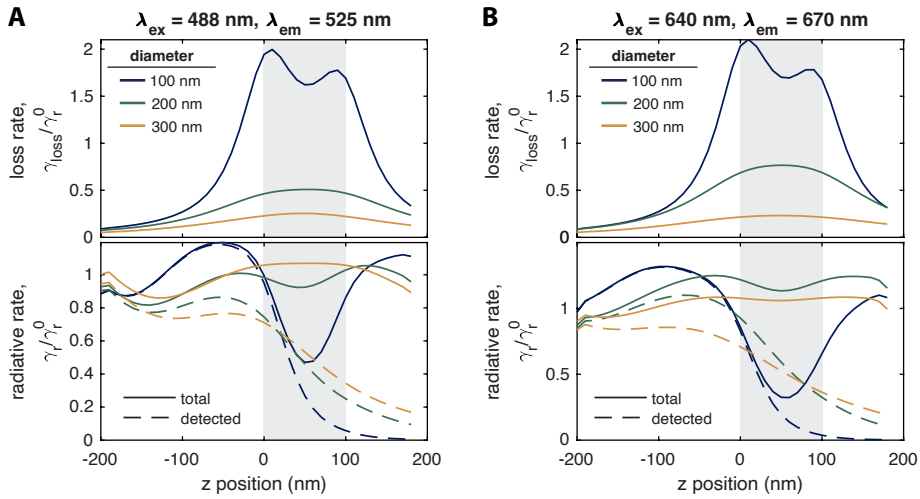 A
λex = 488 nm, λem = 525 nm
loss rate,
γloss/γr0
2
1.5
1
0.5
0
diameter
100 nm
200 nm
300 nm
radiative rate,
γr/γr0
1
0.8
0.6
0.4
0.2
0
total
detected
-200
-100
0
100
200
z position (nm)
B
λex = 640 nm, λem = 670 nm
loss rate,
γloss/γr0
2
1.5
1
0.5
0
diameter
100 nm
200 nm
300 nm
radiative rate,
γr/γr0
1
0.5
0
total
detected
-200
-100
0
100
200
z position (nm)